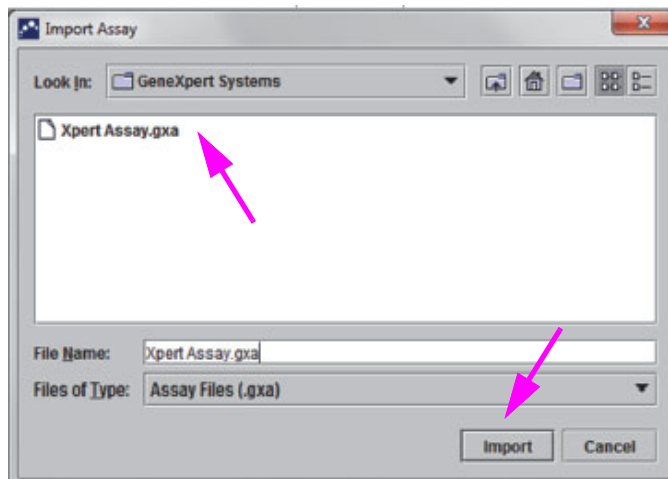 Import Assay
Look In: GeneXpert Systems
Xpert Assay.gxa
File Name: Xpert Assay.gxa
Files of Type: Assay Files (.gxa)
Import Cancel